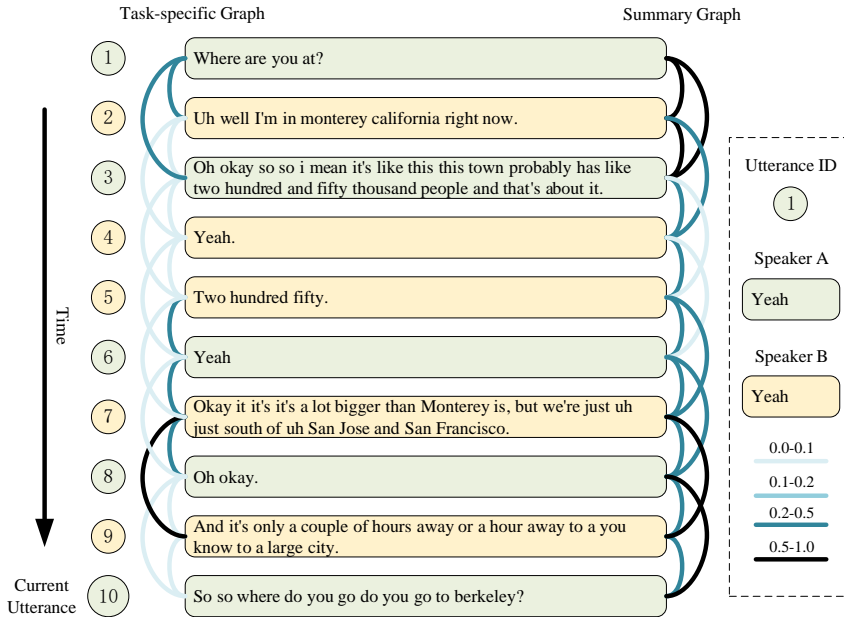 Task-specific Graph
Summary Graph
1
Where are you at?
2
Uh well I'm in monterey california right now.
3
Oh okay so so i mean it's like this this town probably has like
two hundred and fifty thousand people and that's about it.
4
Yeah.
5
Two hundred fifty.
6
Yeah
7
Okay it it's it's a lot bigger than Monterey is, but we're just uh
just south of uh San Jose and San Francisco.
8
Oh okay.
9
And it's only a couple of hours away or a hour away to a you
know to a large city.
10
So so where do you go do you go to berkeley?
Time
Current
Utterance
Utterance ID
1
Speaker A
Yeah
Speaker B
Yeah
0.0-0.1
0.1-0.2
0.2-0.5
0.5-1.0